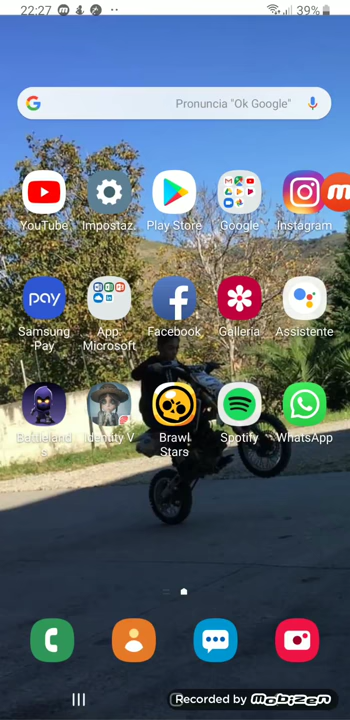 22:27
39%
Pronuncia "Ok Google"
YouTube
Impostaz.
Play Store
Google
Instagram
pay
Samsung
Pay
App
Microsoft
Facebook
Galleria
Assistente
Battleland
s
Identity V
Brawl
Stars
Spotify
WhatsApp
Recorded by mobizen